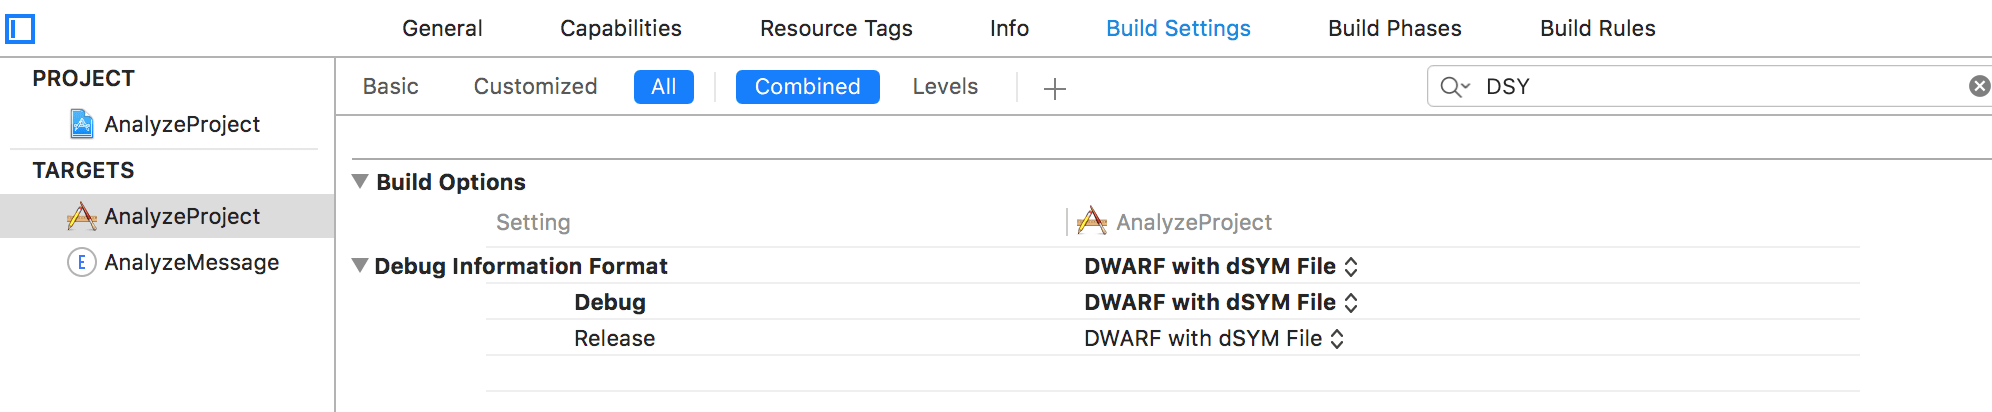 General Capabilities Resource Tags Info Build Settings Build Phases Build Rules
PROJECT
AnalyzeProject
TARGETS
AnalyzeProject
E AnalyzeMessage
Basic Customized All Combined Levels DSY
Build Options
Setting AnalyzeProject
Debug Information Format DWARF with dSYM File
Debug DWARF with dSYM File
Release DWARF with dSYM File